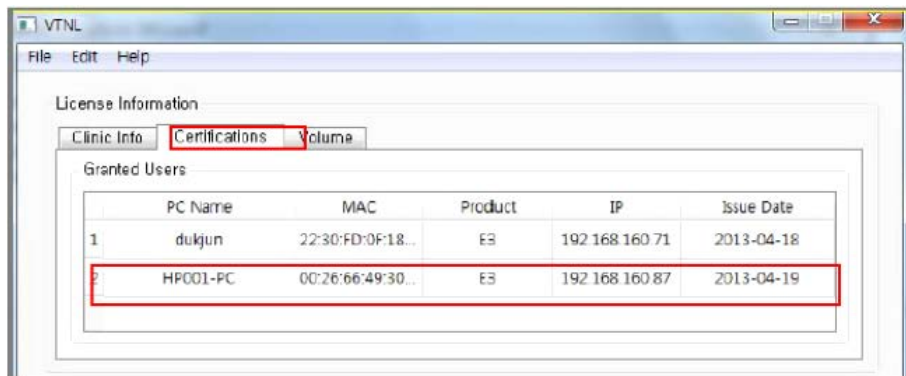 VTNL
File Edit Help
License Information
Clinic Info Certifications Volume
Granted Users
PC Name MAC Product IP Issue Date
1 dukjun 22:30:FD:0F:18... E3 192.168.160.71 2013-04-18
2 HP001-PC 00:26:66:49:30... E3 192.168.160.87 2013-04-19